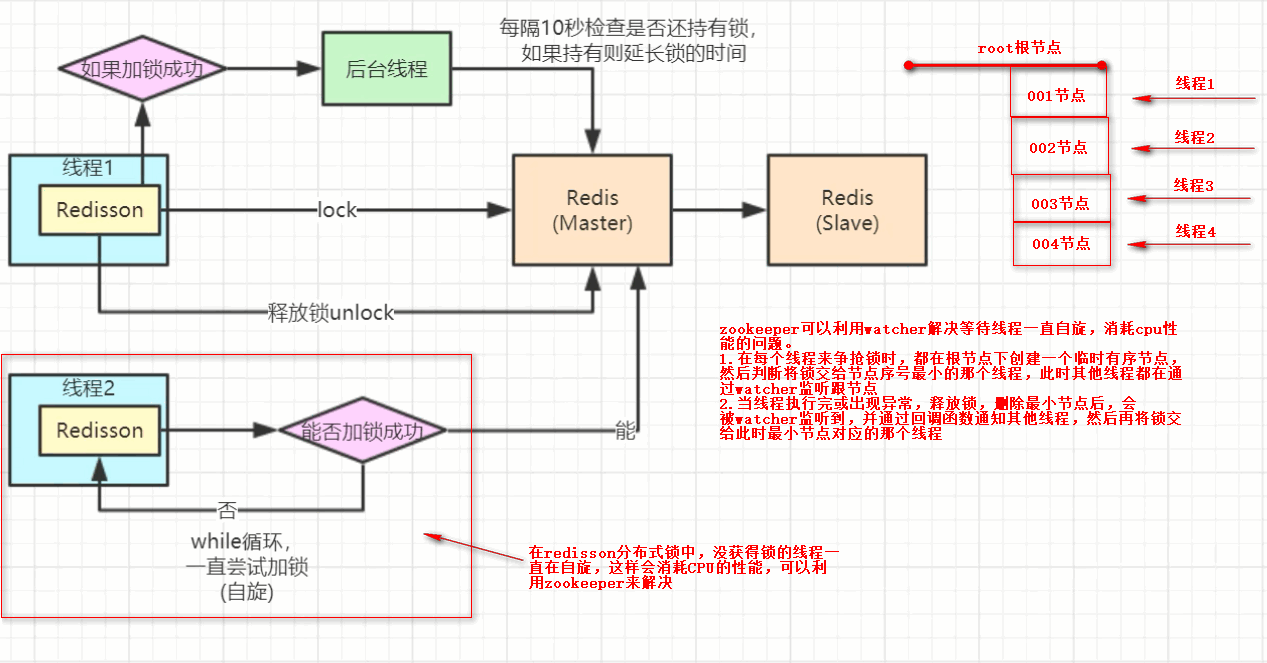 每隔10秒检查是否还持有锁，
如果持有则延长锁的时间
如果加锁成功
后台线程
线程1
Redisson
lock
Redis
(Master)
Redis
(Slave)
释放锁unlock
线程2
Redisson
能否加锁成功
能
否
while循环，
一直尝试加锁
(自旋)
root根节点
001节点
线程1
002节点
线程2
003节点
线程3
004节点
线程4
zookeeper可以利用watcher解决等待线程一直自旋，消耗cpu性
能的问题。
1.在每个线程来争抢锁时，都在根节点下创建一个临时有序节点，
然后判断将锁交给节点序号最小的那个线程，此时其他线程都在通
过watcher监听跟节点
2.当线程执行完或出现异常，释放锁，删除最小节点后，会
被watcher监听到，并通过回调函数通知其他线程，然后再将锁交
给此时最小节点对应的那个线程
在redisson分布式锁中，没获得锁的线程一
直在自旋，这样会消耗CPU的性能，可以利
用zookeeper来解决